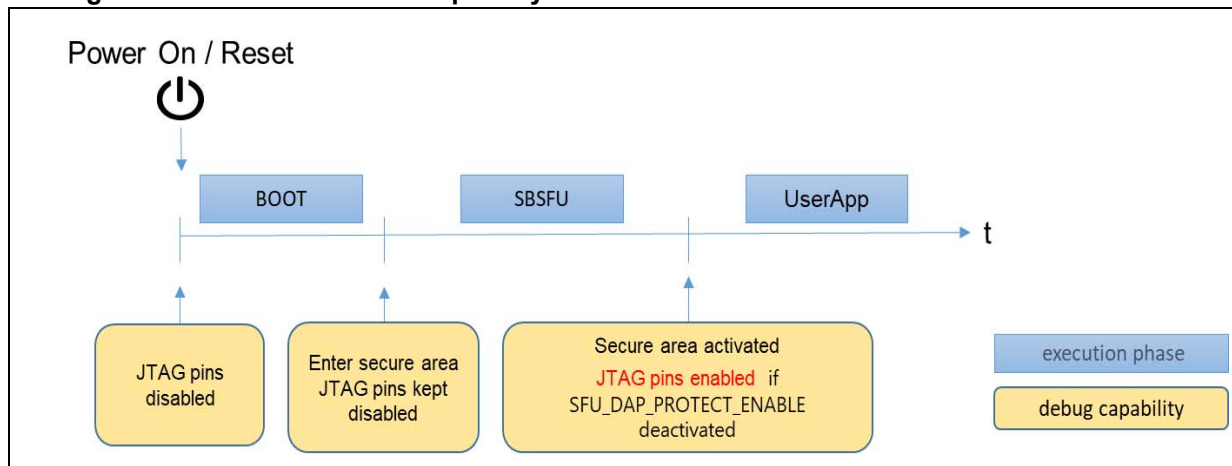 Power On / Reset
BOOT
SBSFU
UserApp
t
JTAG pins
disabled
Enter secure area
JTAG pins kept
disabled
Secure area activated
JTAG pins enabled if
SFU_DAP_PROTECT_ENABLE
deactivated
execution phase
debug capability